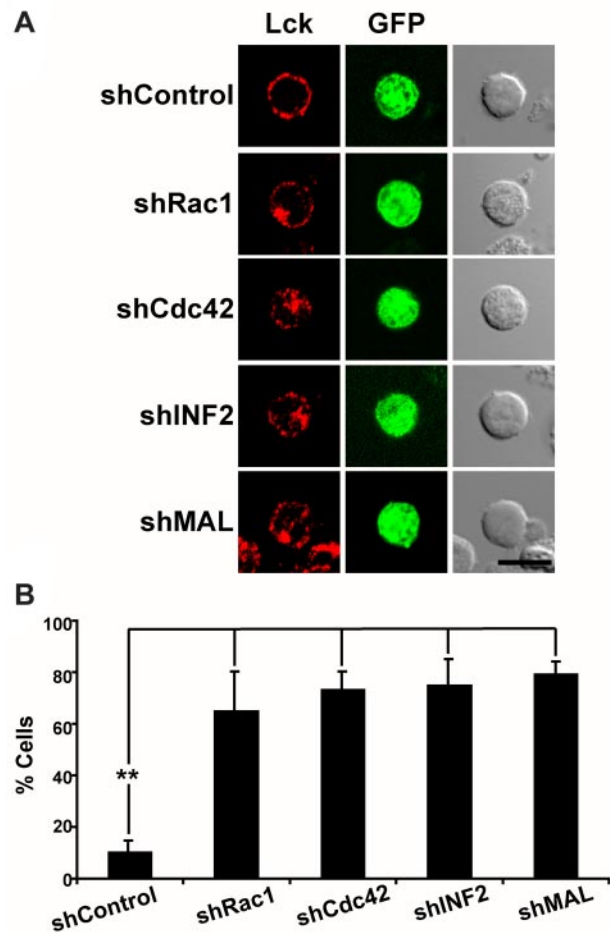 A
Lck GFP
shControl
shRac1
shCdc42
shINF2
shMAL
B
100
80
60
40
20
0
% Cells
**
shControl
shRac1
shCdc42
shINF2
shMAL